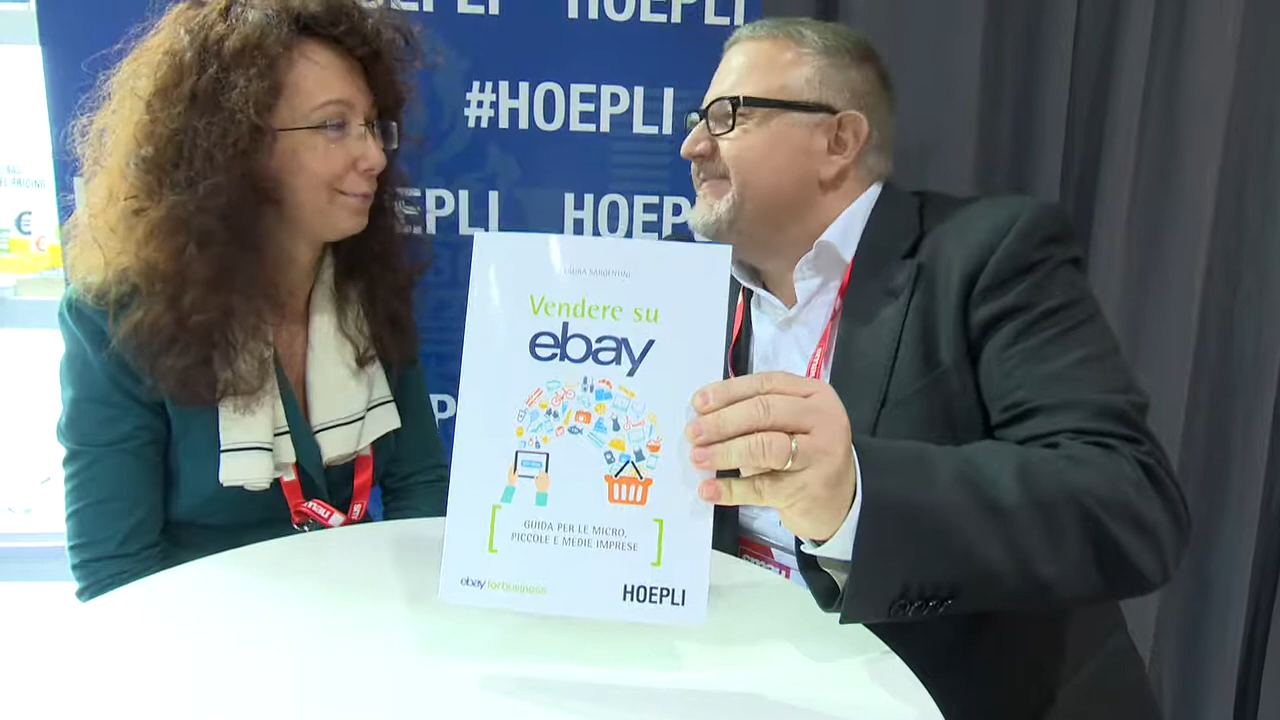 HOEPLI
#HOEPLI
HOEPLI
LAURA SARGENTINI
Vendere su
ebay
[ GUIDA PER LE MICRO,
PICCOLE E MEDIE IMPRESE ]
ebay for business
HOEPLI
€
€